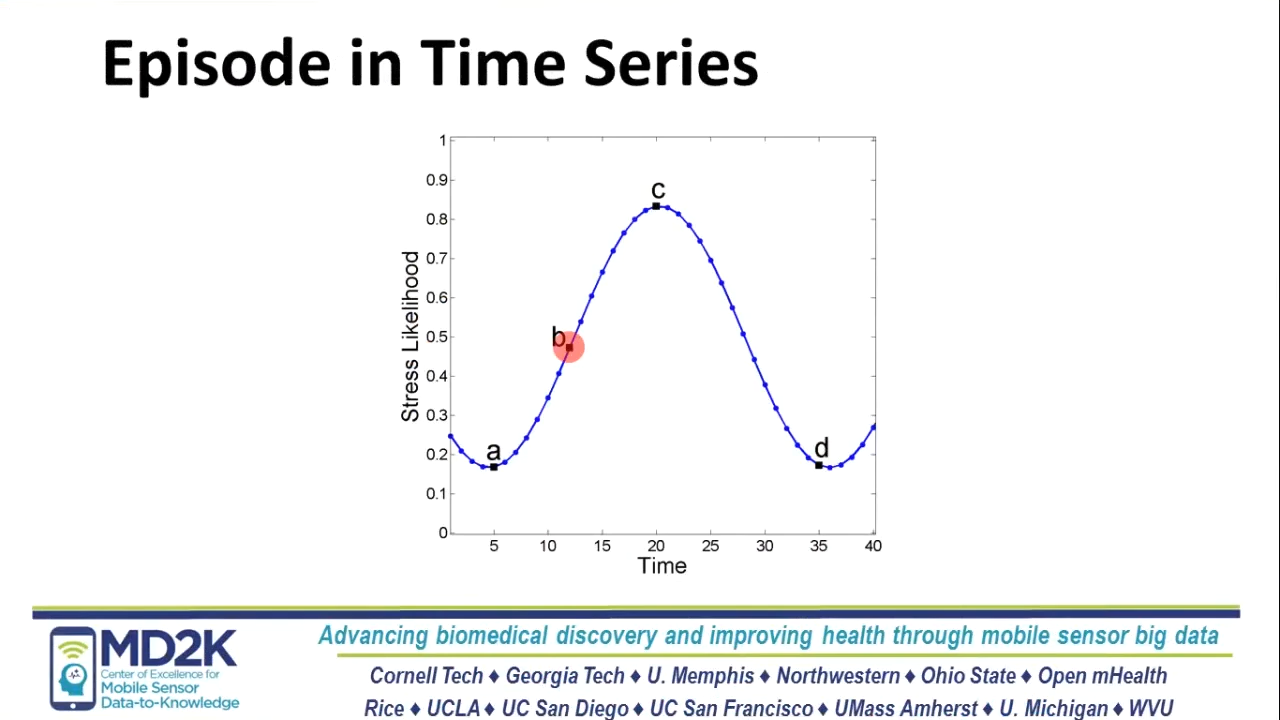 Episode in Time Series
1
0.9
0.8
0.7
0.6
0.5
0.4
0.3
0.2
0.1
0
Stress Likelihood
a
b
c
d
5 10 15 20 25 30 35 40
Time
Advancing biomedical discovery and improving health through mobile sensor big data
MD2K
Center of Excellence for
Mobile Sensor
Data-to-Knowledge
Cornell Tech ♦ Georgia Tech ♦ U. Memphis ♦ Northwestern ♦ Ohio State ♦ Open mHealth
Rice ♦ UCLA ♦ UC San Diego ♦ UC San Francisco ♦ UMass Amherst ♦ U. Michigan ♦ WVU